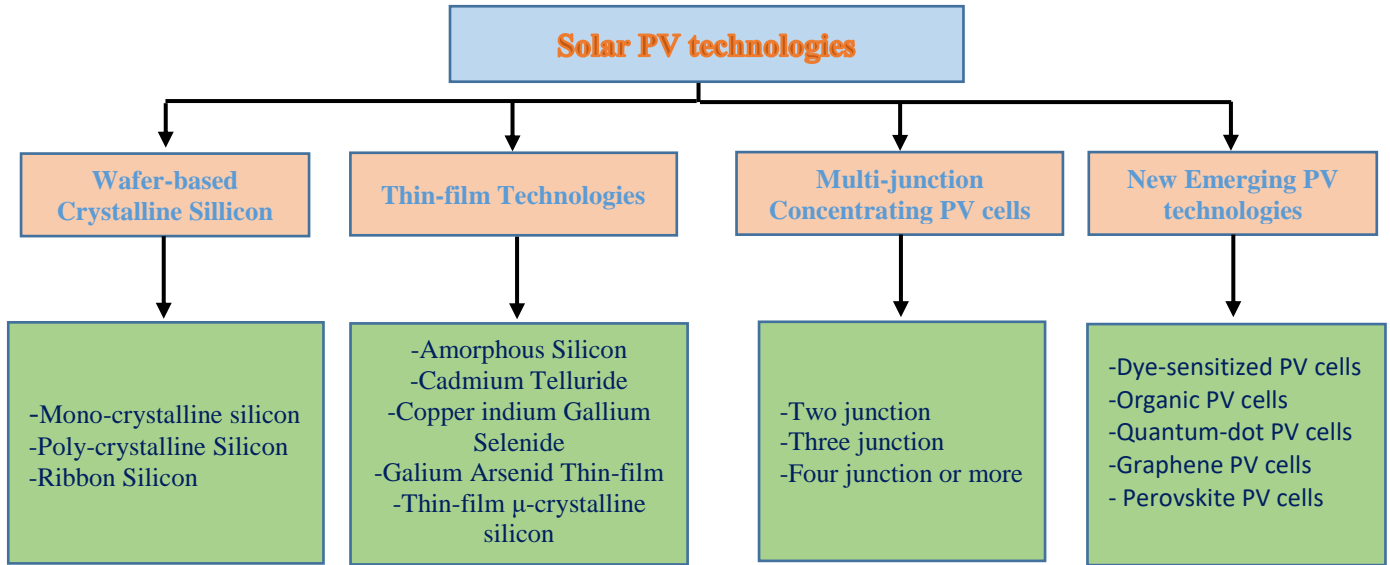 Solar PV technologies
Wafer-based
Crystalline Sillicon
Thin-film Technologies
Multi-junction
Concentrating PV cells
New Emerging PV
technologies
-Mono-crystalline silicon
-Poly-crystalline Silicon
-Ribbon Silicon
-Amorphous Silicon
-Cadmium Telluride
-Copper indium Gallium
Selenide
-Galium Arsenid Thin-film
-Thin-film μ-crystalline
silicon
-Two junction
-Three junction
-Four junction or more
-Dye-sensitized PV cells
-Organic PV cells
-Quantum-dot PV cells
-Graphene PV cells
- Perovskite PV cells